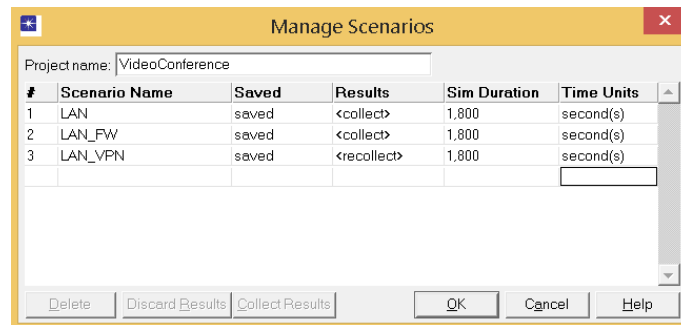 Manage Scenarios
Project name: VideoConference
# Scenario Name Saved Results Sim Duration Time Units
1 LAN saved <collect> 1,800 second(s)
2 LAN_FW saved <collect> 1,800 second(s)
3 LAN_VPN saved <recollect> 1,800 second(s)
Delete Discard Results Collect Results OK Cancel Help